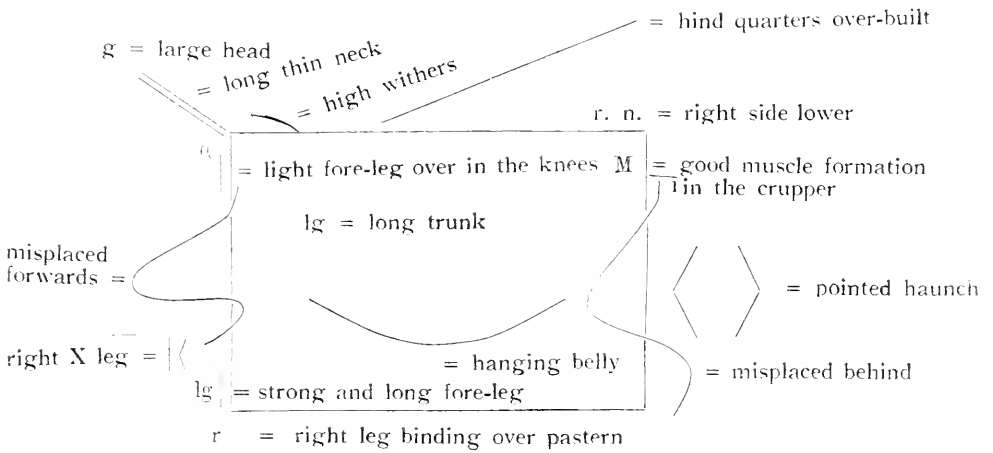 = hind quarters over-built
g = large head
= long thin neck
= high withers
r. n. = right side lower
= light fore-leg over in the knees M = good muscle formation
in the crupper
lg = long trunk
misplaced
forwards =
= pointed haunch
right X leg =
= hanging belly
= misplaced behind
lg = strong and long fore-leg
r = right leg binding over pastern